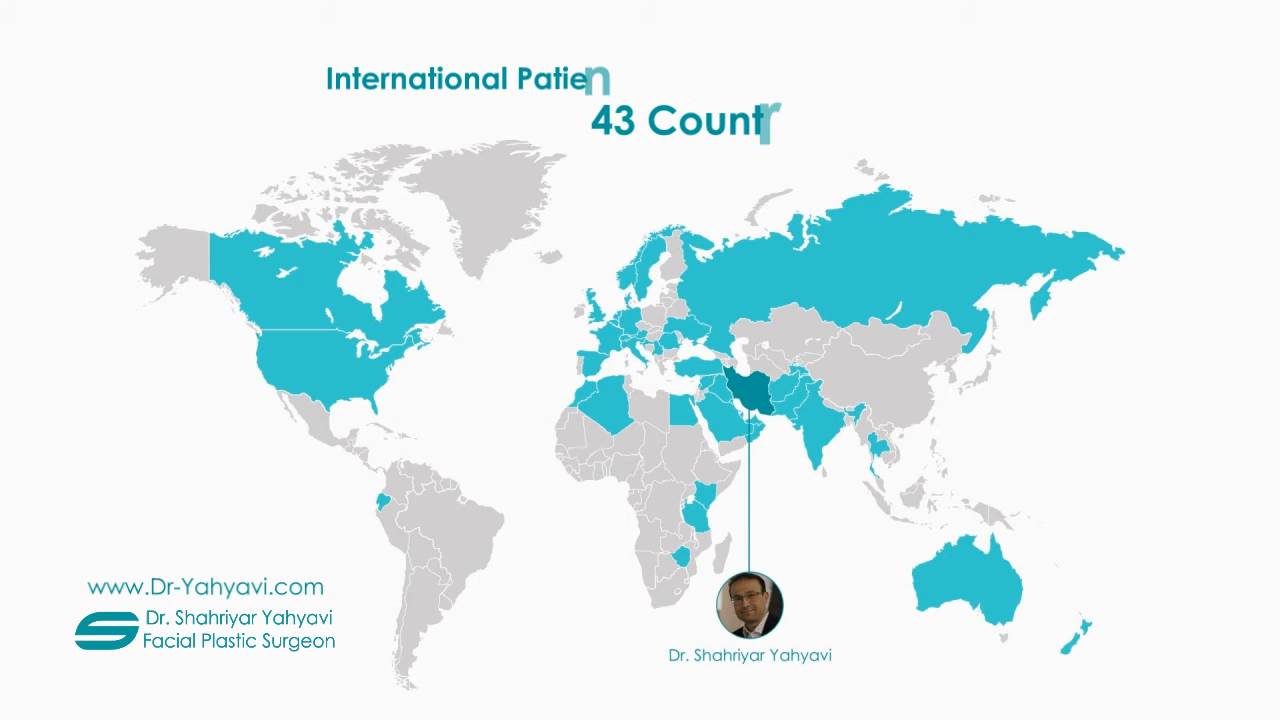 International Patien
43 Countr
www.Dr-Yahyavi.com
Dr. Shahriyar Yahyavi
Facial Plastic Surgeon
Dr. Shahriyar Yahyavi